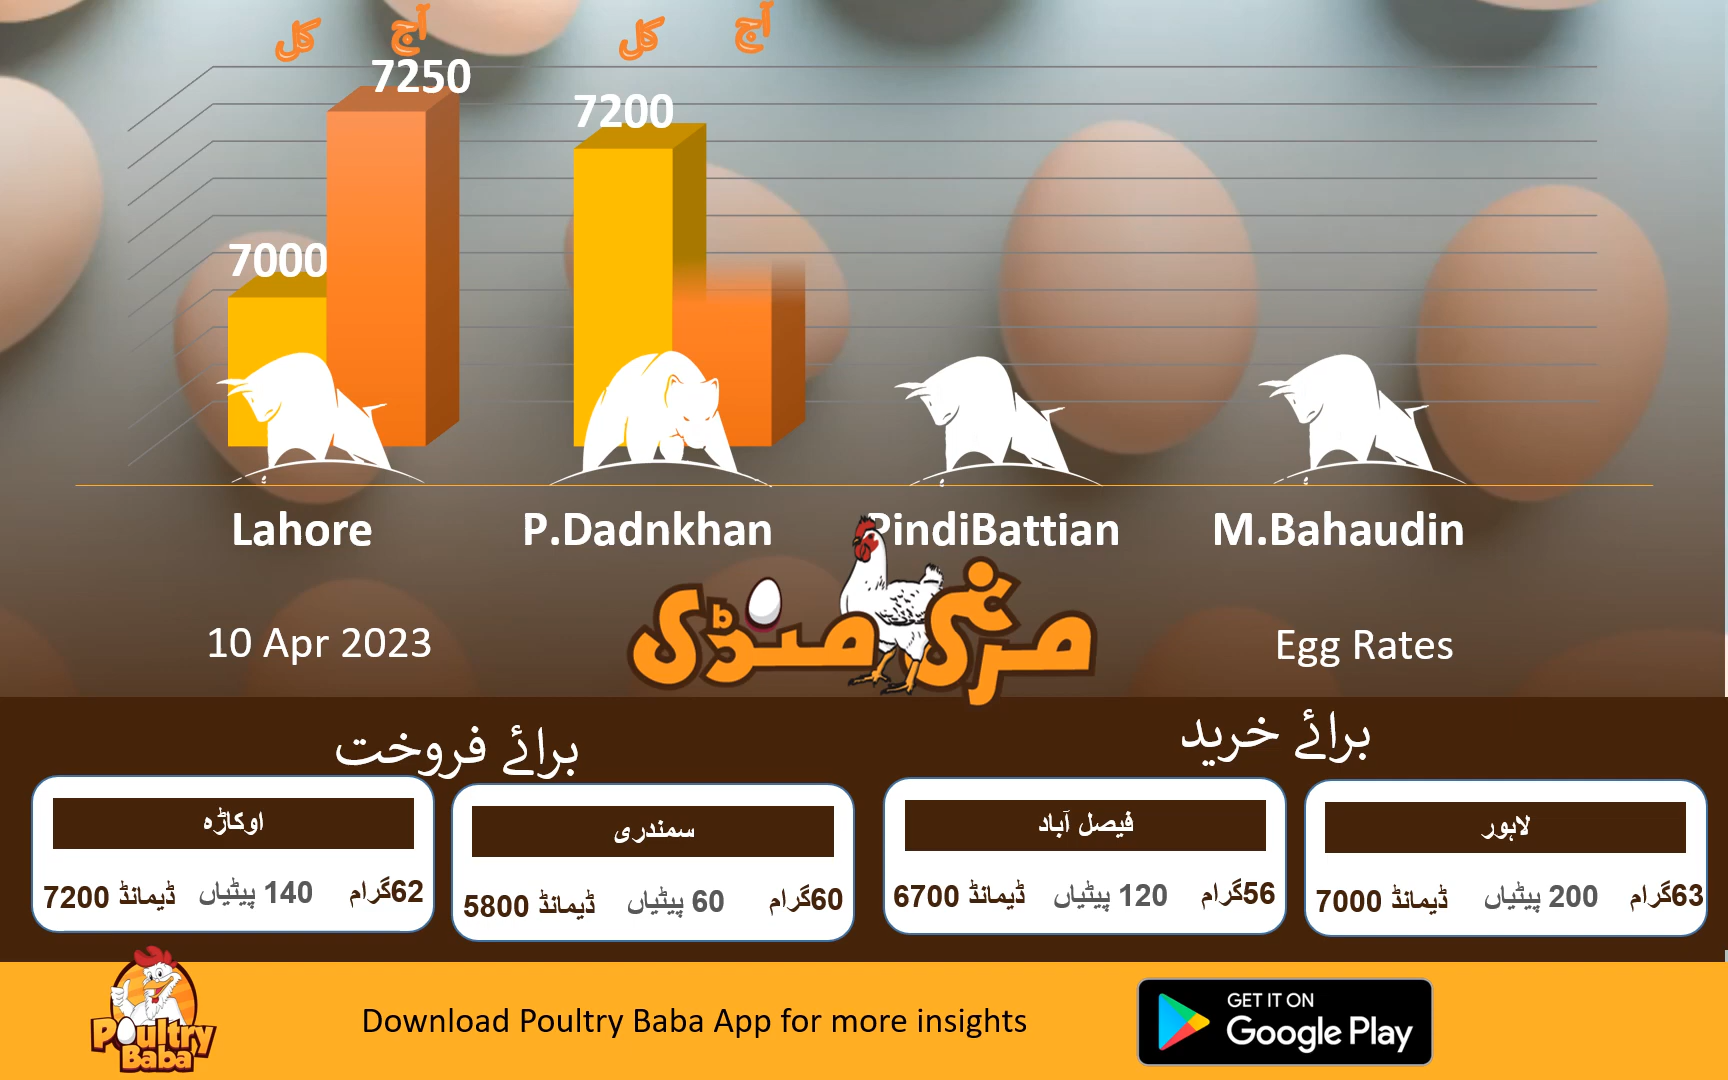 کل
آج
کل
آج
7250
7200
7000
Lahore
P.Dadnkhan
PindiBattian
M.Bahaudin
10 Apr 2023
مرغی منڈی
Egg Rates
برائے فروخت
برائے خرید
اوکاڑہ
62گرام 140 پیٹیاں ڈیمانڈ 7200
سمندری
60گرام 60 پیٹیاں ڈیمانڈ 5800
فیصل آباد
56گرام 120 پیٹیاں ڈیمانڈ 6700
لاہور
63گرام 200 پیٹیاں ڈیمانڈ 7000
Poultry
Baba
Download Poultry Baba App for more insights
GET IT ON
Google Play